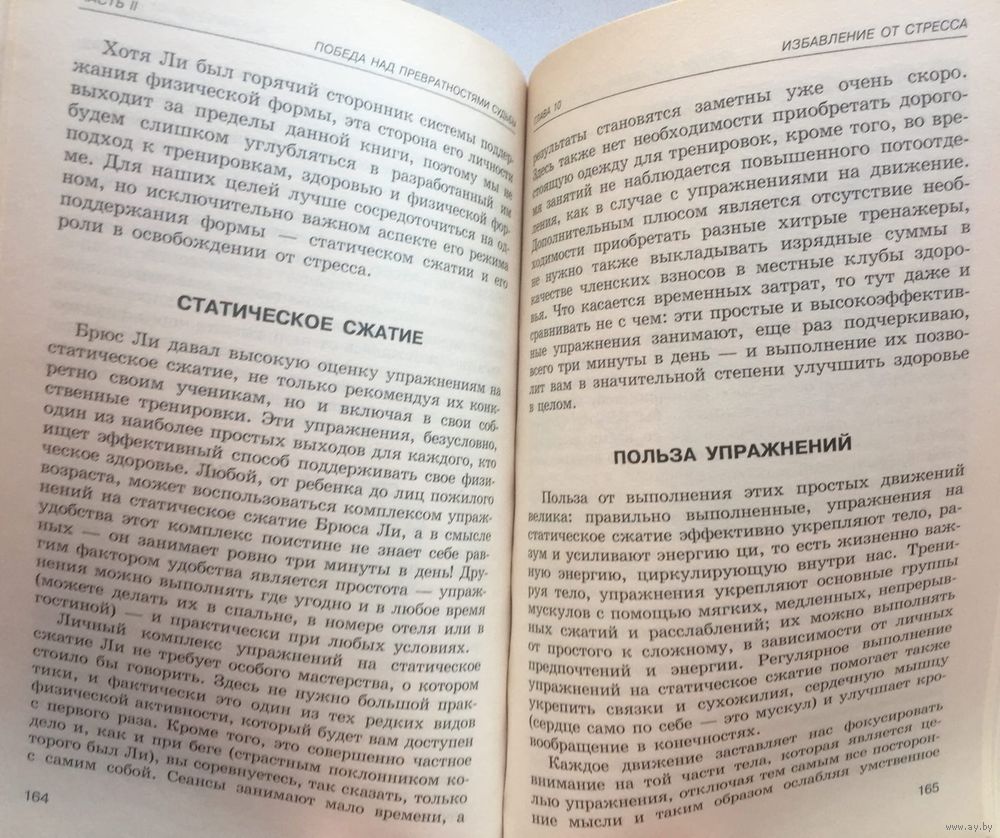 ЧАСТЬ II
ПОБЕДА НАД ПРЕВРАТНОСТЯМИ СУДЬБЫ
Хотя Ли был горячий сторонник системы поддер-
жания физической формы, эта сторона его личности
выходит за пределы данной книги, поэтому мы не
будем слишком углубляться в разработанный им
подход к тренировкам, здоровью и физической фор-
ме. Для наших целей лучше сосредоточиться на од-
ном, но исключительно важном аспекте его режима
поддержания формы — статическом сжатии и его
роли в освобождении от стресса.
СТАТИЧЕСКОЕ СЖАТИЕ
Брюс Ли давал высокую оценку упражнениям на
статическое сжатие, не только рекомендуя их конк-
ретно своим ученикам, но и включая в свои соб-
ственные тренировки. Эти упражнения, безусловно,
один из наиболее простых выходов для каждого, кто
ищет эффективный способ поддерживать свое физи-
ческое здоровье. Любой, от ребенка до лиц пожилого
возраста, может воспользоваться комплексом упраж-
нений на статическое сжатие Брюса Ли, а в смысле
удобства этот комплекс поистине не знает себе рав-
ных — он занимает ровно три минуты в день! Дру-
гим фактором удобства является простота — упраж-
нения можно выполнять где угодно и в любое время
(можете делать их в спальне, в номере отеля или в
гостиной) — и практически при любых условиях.
Личный комплекс упражнений на статическое
сжатие Ли не требует особого мастерства, о котором
стоило бы говорить. Здесь не нужно большой прак-
тики, и фактически это один из тех редких видов
физической активности, который будет вам доступен
с первого раза. Кроме того, это совершенно частное
дело и, как и при беге (страстным поклонником ко-
торого был Ли), вы соревнуетесь, так сказать, только
с самим собой. Сеансы занимают мало времени, а
164
ГЛАВА 10
ИЗБАВЛЕНИЕ ОТ СТРЕССА
результаты становятся заметны уже очень скоро.
Здесь также нет необходимости приобретать дорого-
стоящую одежду для тренировок, кроме того, во вре-
мя занятий не наблюдается повышенного потоотде-
ления, как в случае с упражнениями на движение.
Дополнительным плюсом является отсутствие необ-
ходимости приобретать разные хитрые тренажеры,
не нужно также выкладывать изрядные суммы в
качестве членских взносов в местные клубы здоро-
вья. Что касается временных затрат, то тут даже и
сравнивать не с чем: эти простые и высокоэффектив-
ные упражнения занимают, еще раз подчеркиваю,
всего три минуты в день — и выполнение их позво-
лит вам в значительной степени улучшить здоровье
в целом.
ПОЛЬЗА УПРАЖНЕНИЙ
Польза от выполнения этих простых движений
велика: правильно выполненные, упражнения на
статическое сжатие эффективно укрепляют тело, ра-
зум и усиливают энергию ци, то есть жизненно важ-
ную энергию, циркулирующую внутри нас. Трени-
руя тело, упражнения укрепляют основные группы
мускулов с помощью мягких, медленных, непрерыв-
ных сжатий и расслаблений; их можно выполнять
от простого к сложному, в зависимости от личных
предпочтений и энергии. Регулярное выполнение
упражнений на статическое сжатие помогает также
укрепить связки и сухожилия, сердечную мышцу
(сердце само по себе — это мускул) и улучшает кро-
вообращение в конечностях.
Каждое движение заставляет нас фокусировать
внимание на той части тела, которая является це-
лью упражнения, отключая тем самым все посторон-
ние мысли и таким образом ослабляя умственное
165
www.ay.by